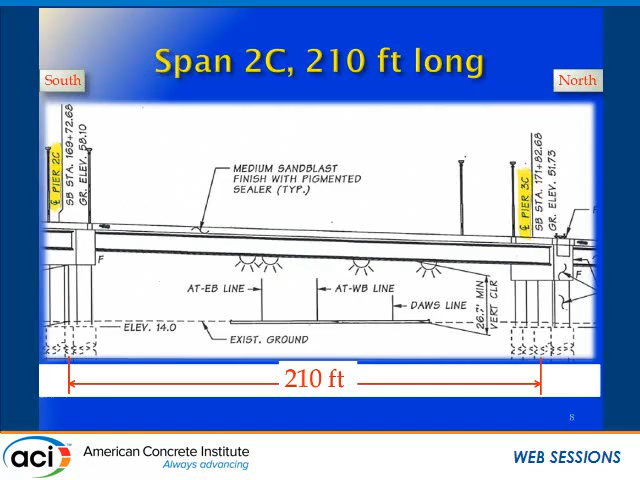 Span 2C, 210 ft long
South
North
℄ PIER 2C
SB STA. 169+72.68
GR. ELEV. 58.10
MEDIUM SANDBLAST
FINISH WITH PIGMENTED
SEALER (TYP.)
℄ PIER 3C
SB STA. 171+82.68
GR. ELEV. 51.73
F
F
F
AT-EB LINE
AT-WB LINE
DAWS LINE
26.7' MIN
VERT CLR
ELEV. 14.0
EXIST. GROUND
210 ft
8
aci
American Concrete Institute
Always advancing
WEB SESSIONS